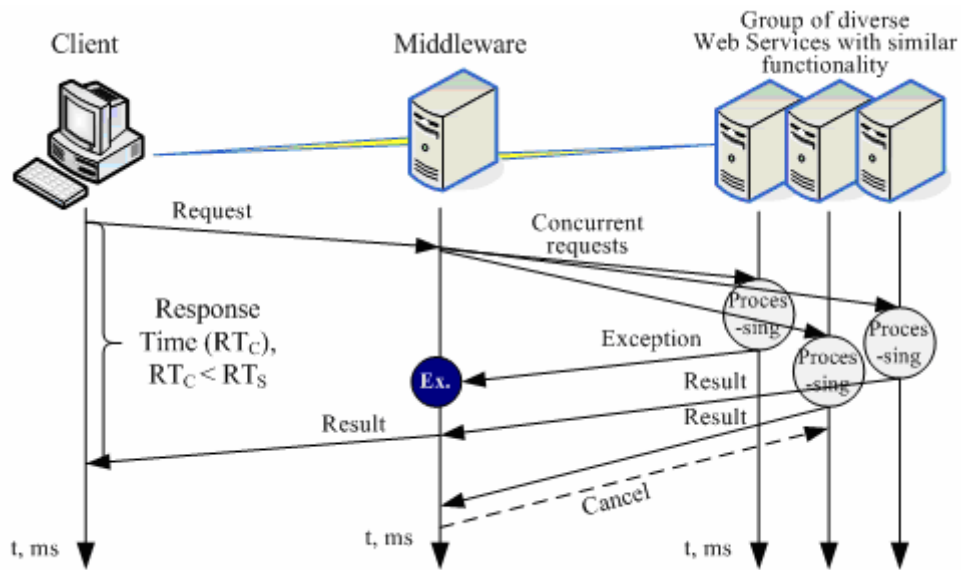 Client
Middleware
Group of diverse
Web Services with similar
functionality
Request
Concurrent
requests
Response
Time (RTC),
RTC < RTS
Proces
-sing
Proces
-sing
Proces
-sing
Exception
Ex.
Result
Result
Result
Cancel
t, ms
t, ms
t, ms